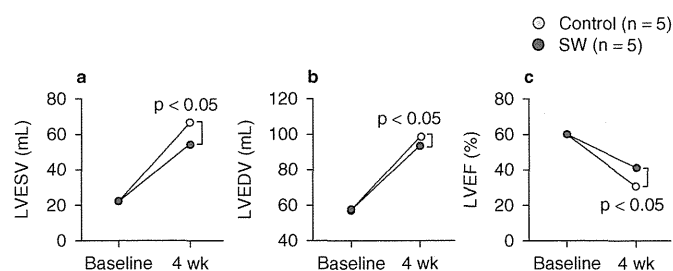 Control (n = 5)
SW (n = 5)
a
LVESV (mL)
80
60
40
20
0
p < 0.05
Baseline 4 wk
b
LVEDV (mL)
120
100
80
60
40
p < 0.05
Baseline 4 wk
c
LVEF (%)
80
60
40
20
0
p < 0.05
Baseline 4 wk